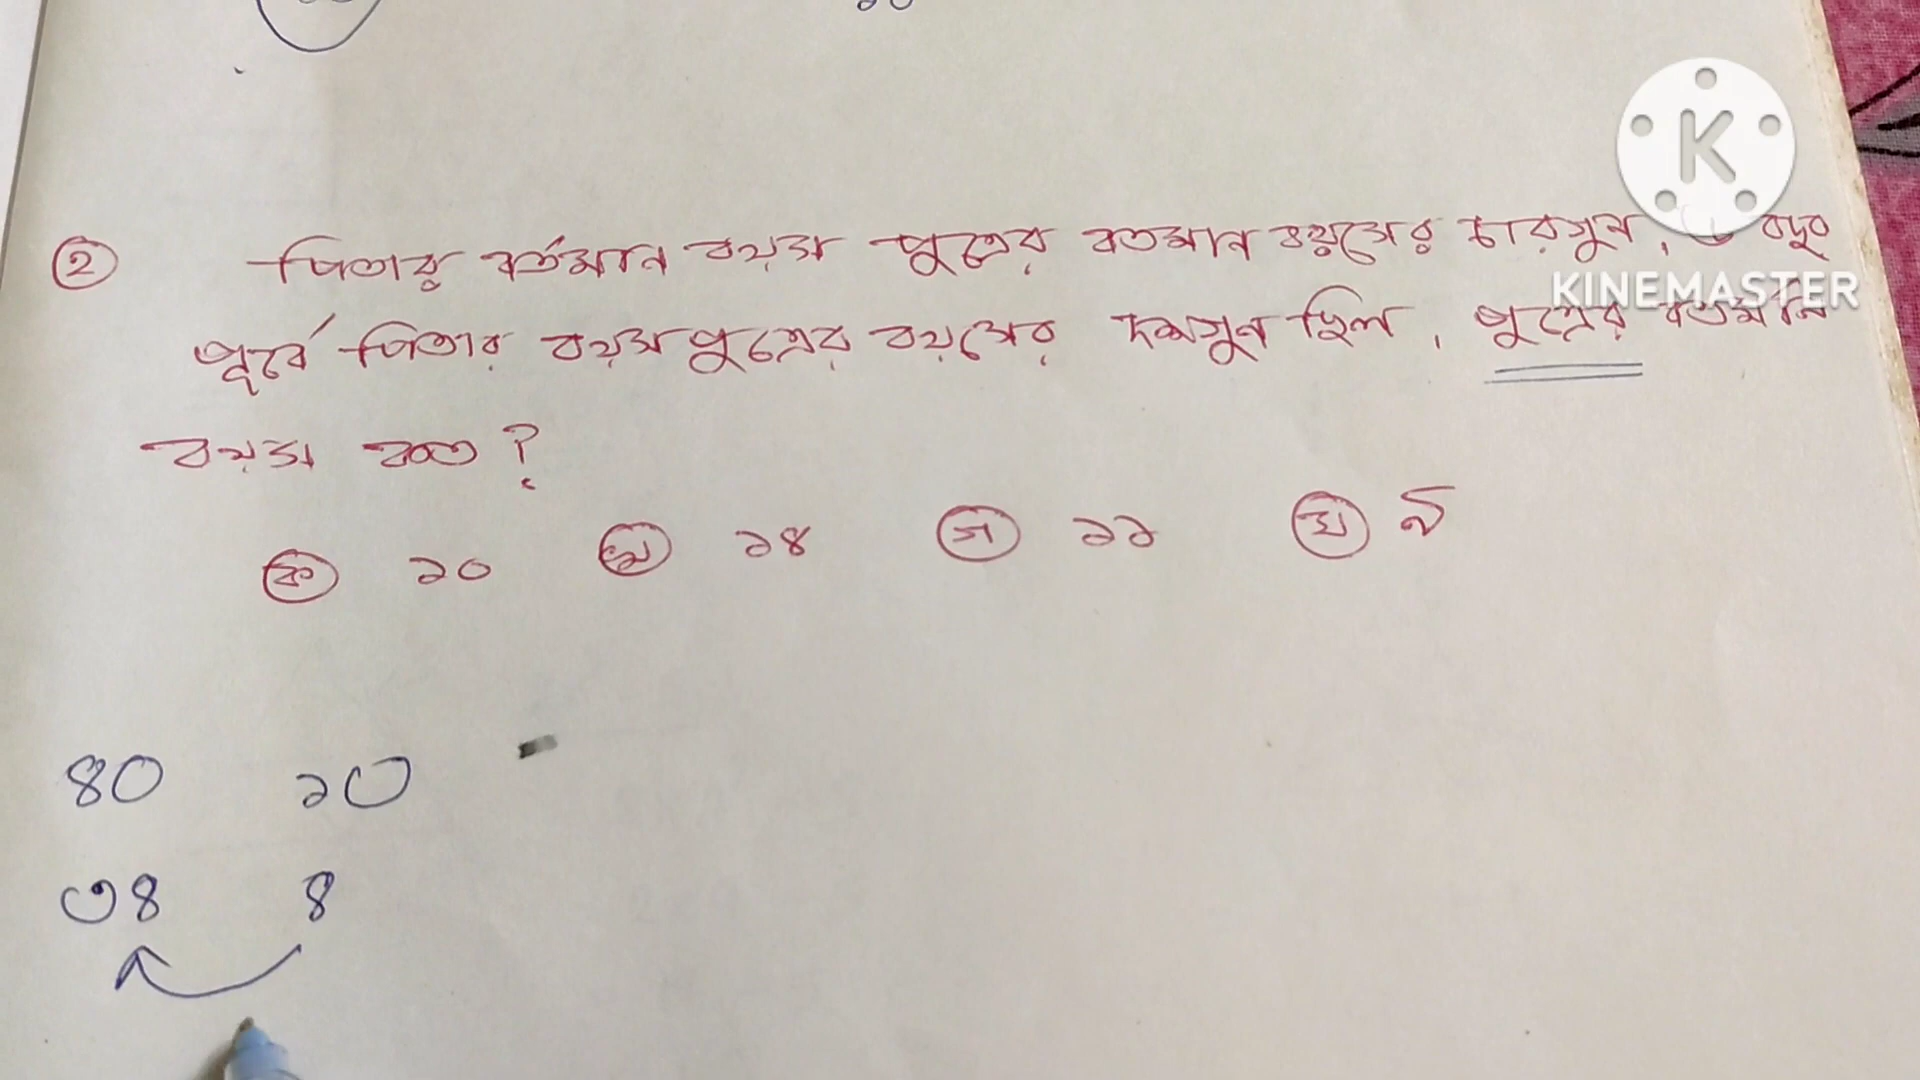 K
KINEMASTER
২ পিতার বর্তমান বয়স পুত্রের বর্তমান বয়সের চারগুন, ৬ বছর
পূর্বে পিতার বয়স পুত্রের বয়সের দশগুন ছিল, পুত্রের বর্তমান
বয়স কত ?
ক ১০ খ ১৪ গ ১১ ঘ ৯
৪০ ১০
৩৪ ৪